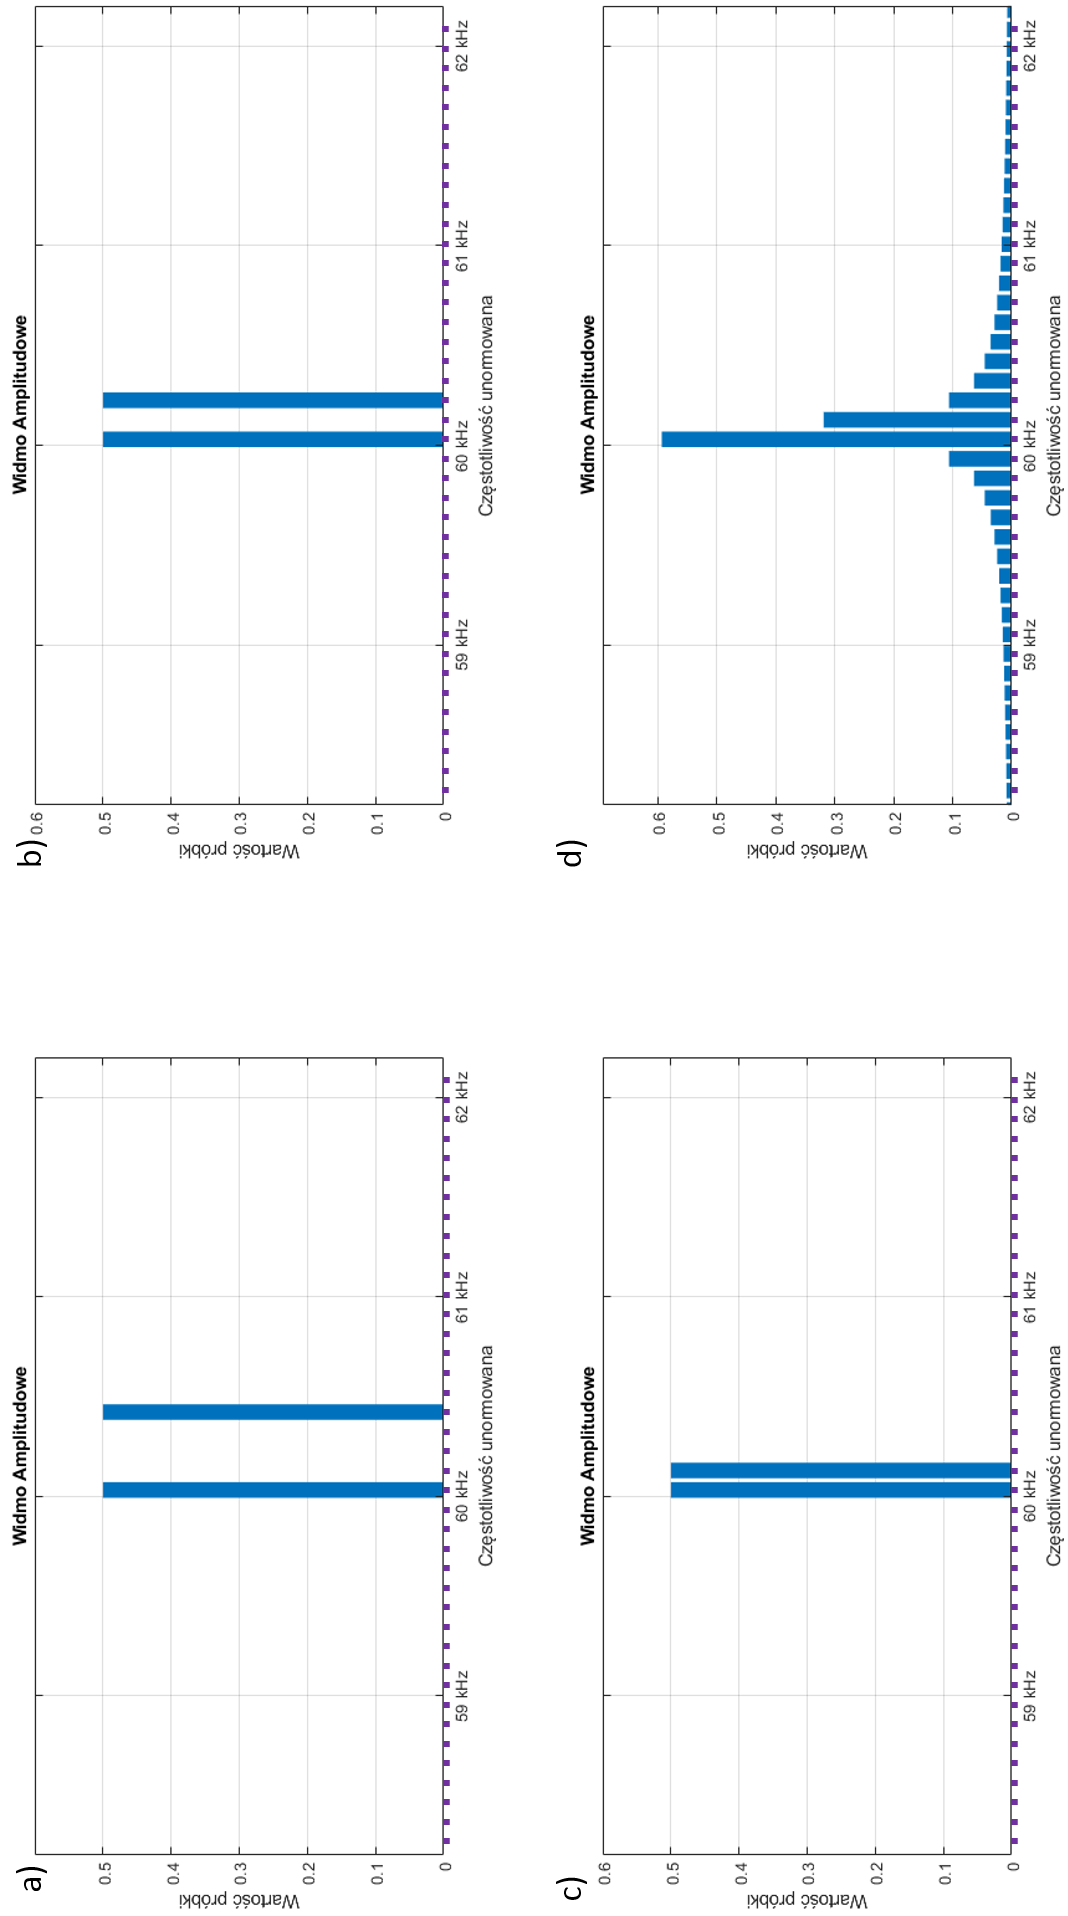 a)
Widmo Amplitudowe
Wartość próbki
0.5
0.4
0.3
0.2
0.1
0
59 kHz
60 kHz
61 kHz
62 kHz
Częstotliwość unormowana
b)
Widmo Amplitudowe
Wartość próbki
0.6
0.5
0.4
0.3
0.2
0.1
0
59 kHz
60 kHz
61 kHz
62 kHz
Częstotliwość unormowana
c)
Widmo Amplitudowe
Wartość próbki
0.6
0.5
0.4
0.3
0.2
0.1
0
59 kHz
60 kHz
61 kHz
62 kHz
Częstotliwość unormowana
d)
Widmo Amplitudowe
Wartość próbki
0.6
0.5
0.4
0.3
0.2
0.1
0
59 kHz
60 kHz
61 kHz
62 kHz
Częstotliwość unormowana